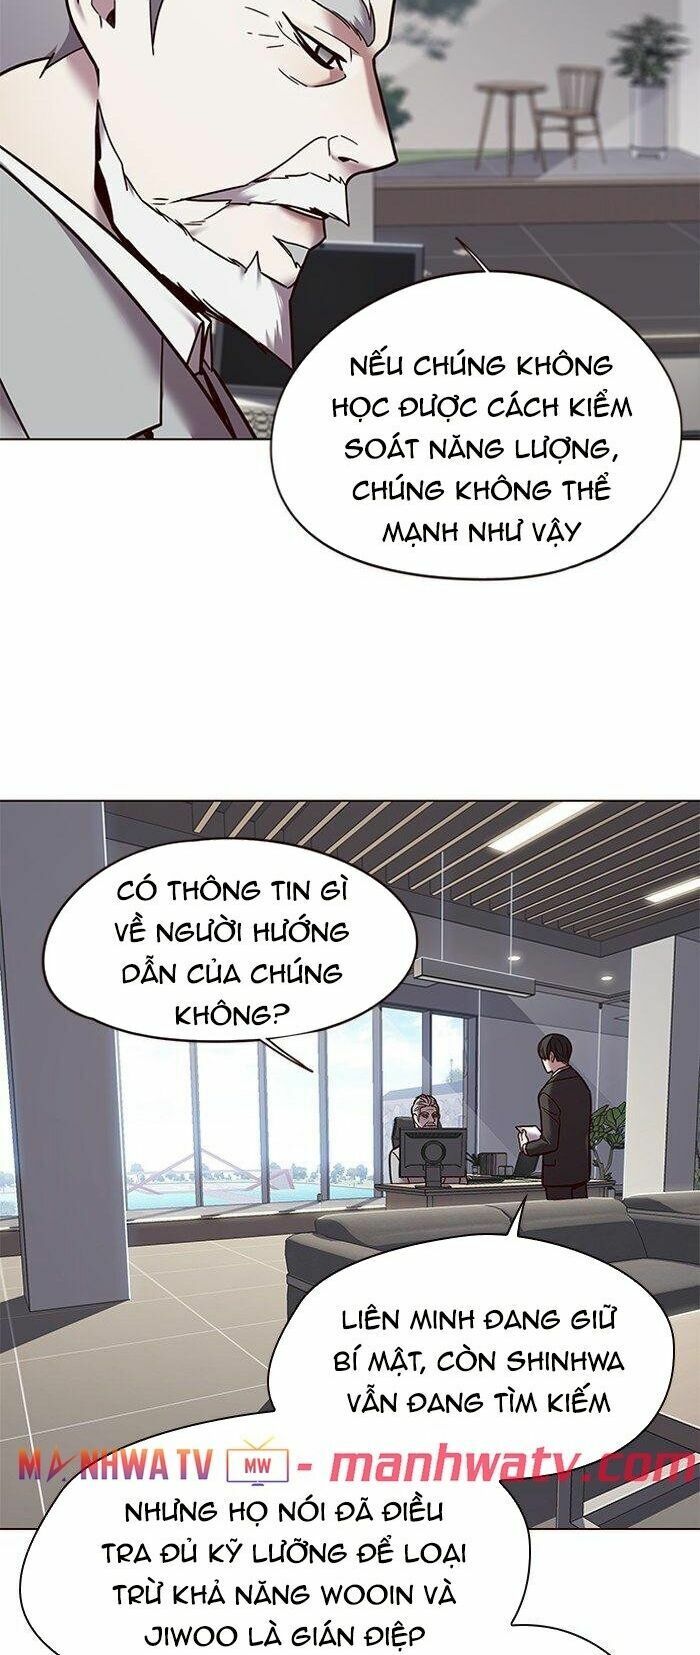 NẾU CHÚNG KHÔNG
HỌC ĐƯỢC CÁCH KIỂM
SOÁT NĂNG LƯỢNG,
CHÚNG KHÔNG THỂ
MẠNH NHƯ VẬY
CÓ THÔNG TIN GÌ
VỀ NGƯỜI HƯỚNG
DẪN CỦA CHÚNG
KHÔNG?
LIÊN MINH ĐANG GIỮ
BÍ MẬT, CÒN SHINHWA
VẪN ĐANG TÌM KIẾM
MANHWA TV MW - manhwatv.com
NHƯNG HỌ NÓI ĐÃ ĐIỀU
TRA ĐỦ KỸ LƯỠNG ĐỂ LOẠI
TRỪ KHẢ NĂNG WOOIN VÀ
JIWOO LÀ GIÁN ĐIỆP